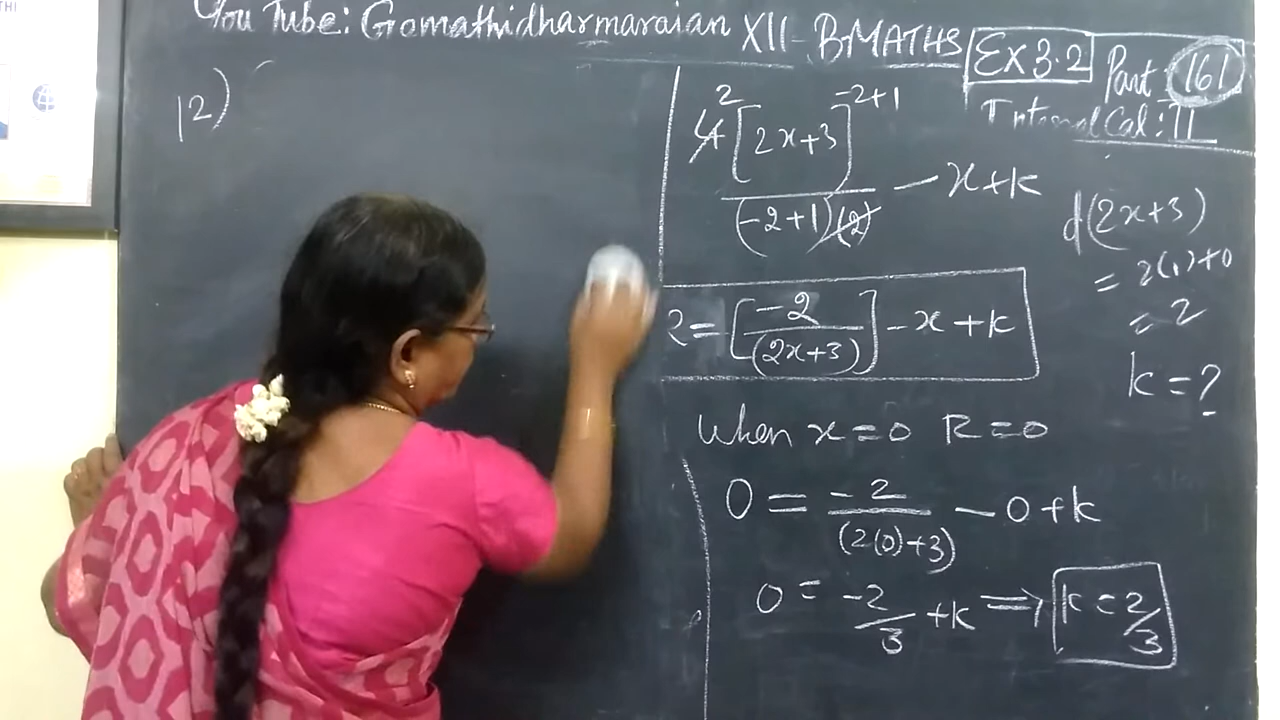 You Tube: Gomathidharmaraian XII - B.MATHS
Ex 3.2
Part: 161
Integral Cal: II
12)
2
4 [2x+3]^{-2+1}
/ (-2+1)(2) - x+k
d(2x+3)
= 2(1)+0
= 2
k = ?
R = [-2/(2x+3)] - x + k
When x=0 R=0
0 = -2/(2(0)+3) - 0+k
0 = -2/3 + k ⟹ k = 2/3